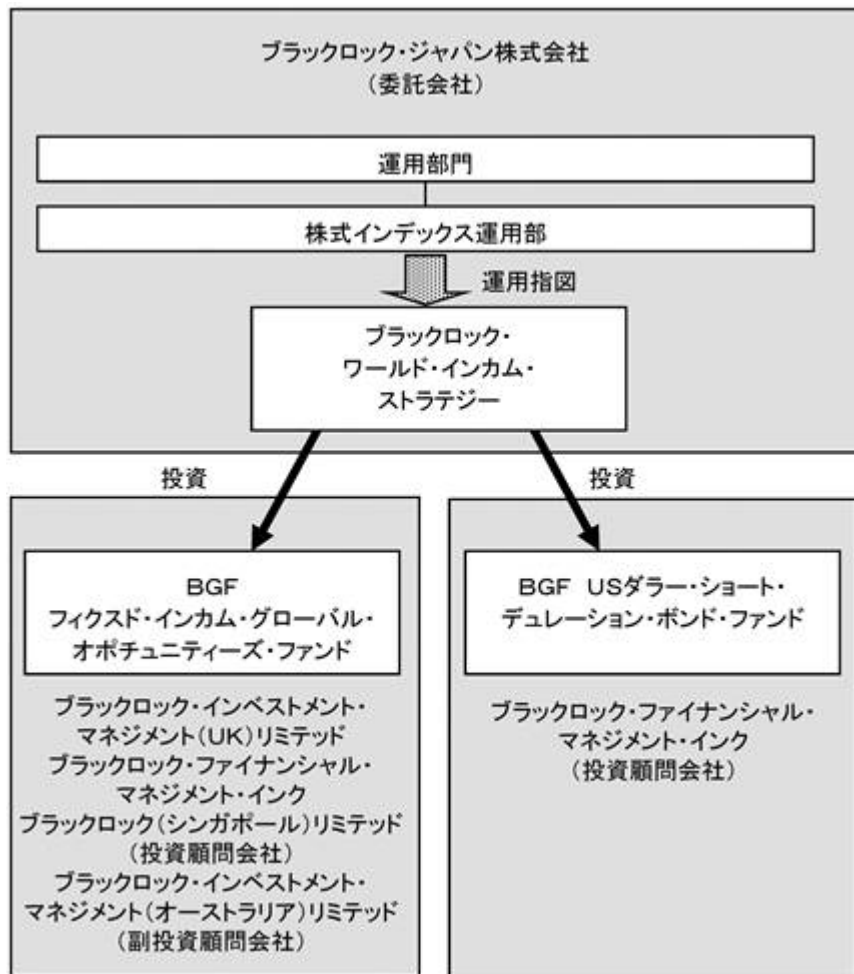 ブラックロック・ジャパン株式会社
（委託会社）
運用部門
株式インデックス運用部
運用指図
ブラックロック・
ワールド・インカム・
ストラテジー
投資
投資
BGF
フィクスド・インカム・グローバル・
オポチュニティーズ・ファンド
ブラックロック・インベストメント・
マネジメント（UK）リミテッド
ブラックロック・ファイナンシャル・
マネジメント・インク
ブラックロック（シンガポール）リミテッド
（投資顧問会社）
ブラックロック・インベストメント・
マネジメント（オーストラリア）リミテッド
（副投資顧問会社）
BGF USダラー・ショート・
デュレーション・ボンド・ファンド
ブラックロック・ファイナンシャル・
マネジメント・インク
（投資顧問会社）